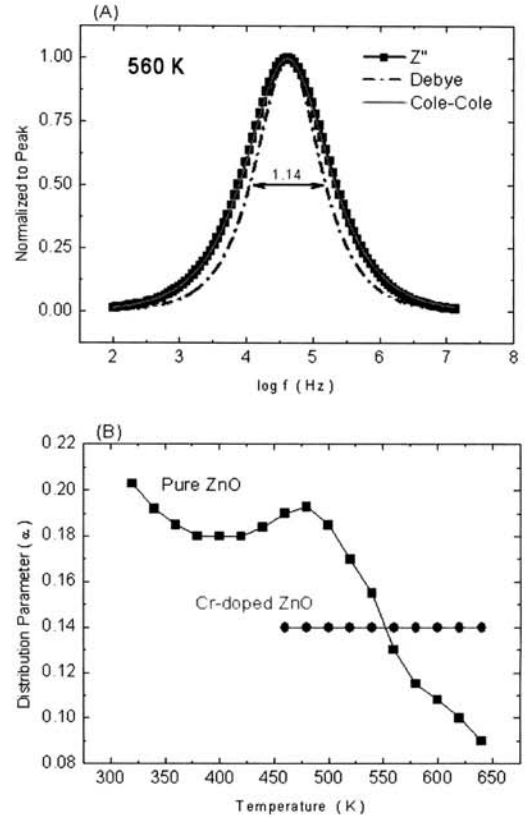 (A)
560 K
Z"
Debye
Cole-Cole
1.14
Normalized to Peak
1.00
0.75
0.50
0.25
0.00
2
3
4
5
6
7
8
log f (Hz)
(B)
Pure ZnO
Cr-doped ZnO
Distribution Parameter (α)
0.22
0.20
0.18
0.16
0.14
0.12
0.10
0.08
300
350
400
450
500
550
600
650
Temperature (K)